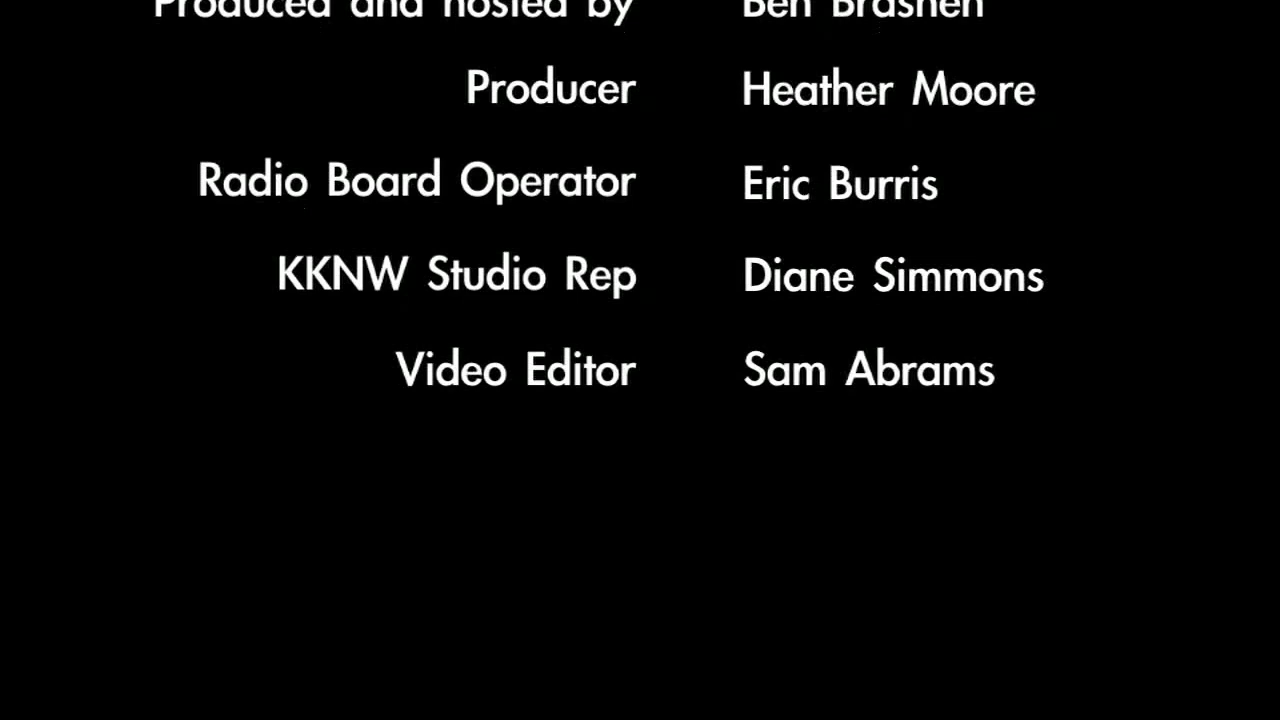 Produced and hosted by Ben Brashen
Producer Heather Moore
Radio Board Operator Eric Burris
KKNW Studio Rep Diane Simmons
Video Editor Sam Abrams